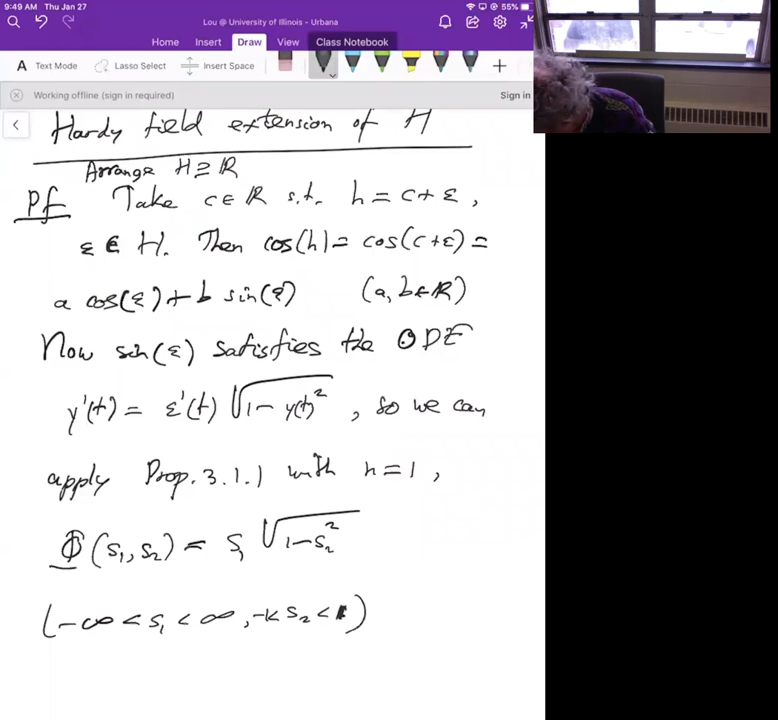 9:49 AM Thu Jan 27
55%
Lou @ University of Illinois - Urbana
Home Insert Draw View Class Notebook
A Text Mode Lasso Select Insert Space
Working offline (sign in required) Sign in
Hardy field extension of H
Arrange H ⊇ ℝ
Pf Take c∈ℝ s.t. h = c + ε,
ε ∈ H. Then cos(h) = cos(c+ε) =
a cos(ε) + b sin(ε) (a, b ∈ ℝ)
Now sin(ε) satisfies the ODE
y'(t) = ε'(t) √(1 - y(t)²), so we can
apply Prop. 3.1.1 with n = 1,
Φ(s₁, s₂) = s₁ √(1 - s₂²)
(-∞ < s₁ < ∞, -1 < s₂ < 1)